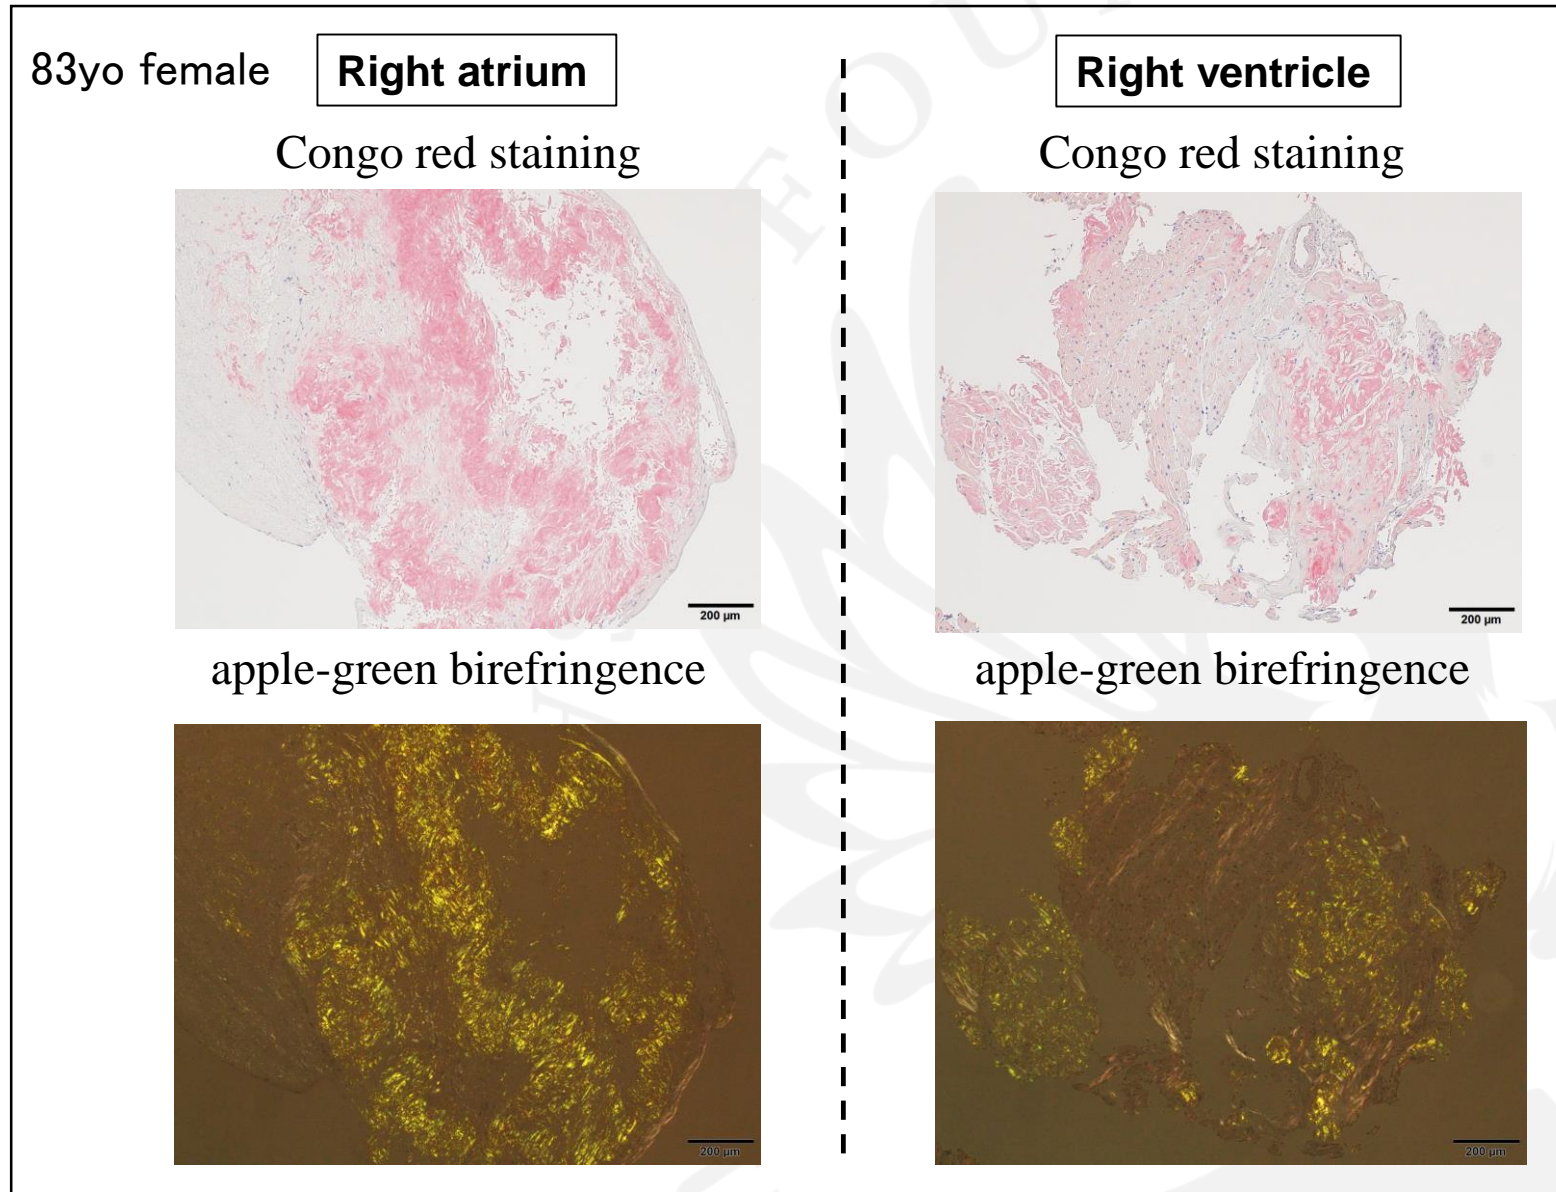 83yo female
Right atrium
Congo red staining
200 μm
apple-green birefringence
200 μm
Right ventricle
Congo red staining
200 μm
apple-green birefringence
200 μm